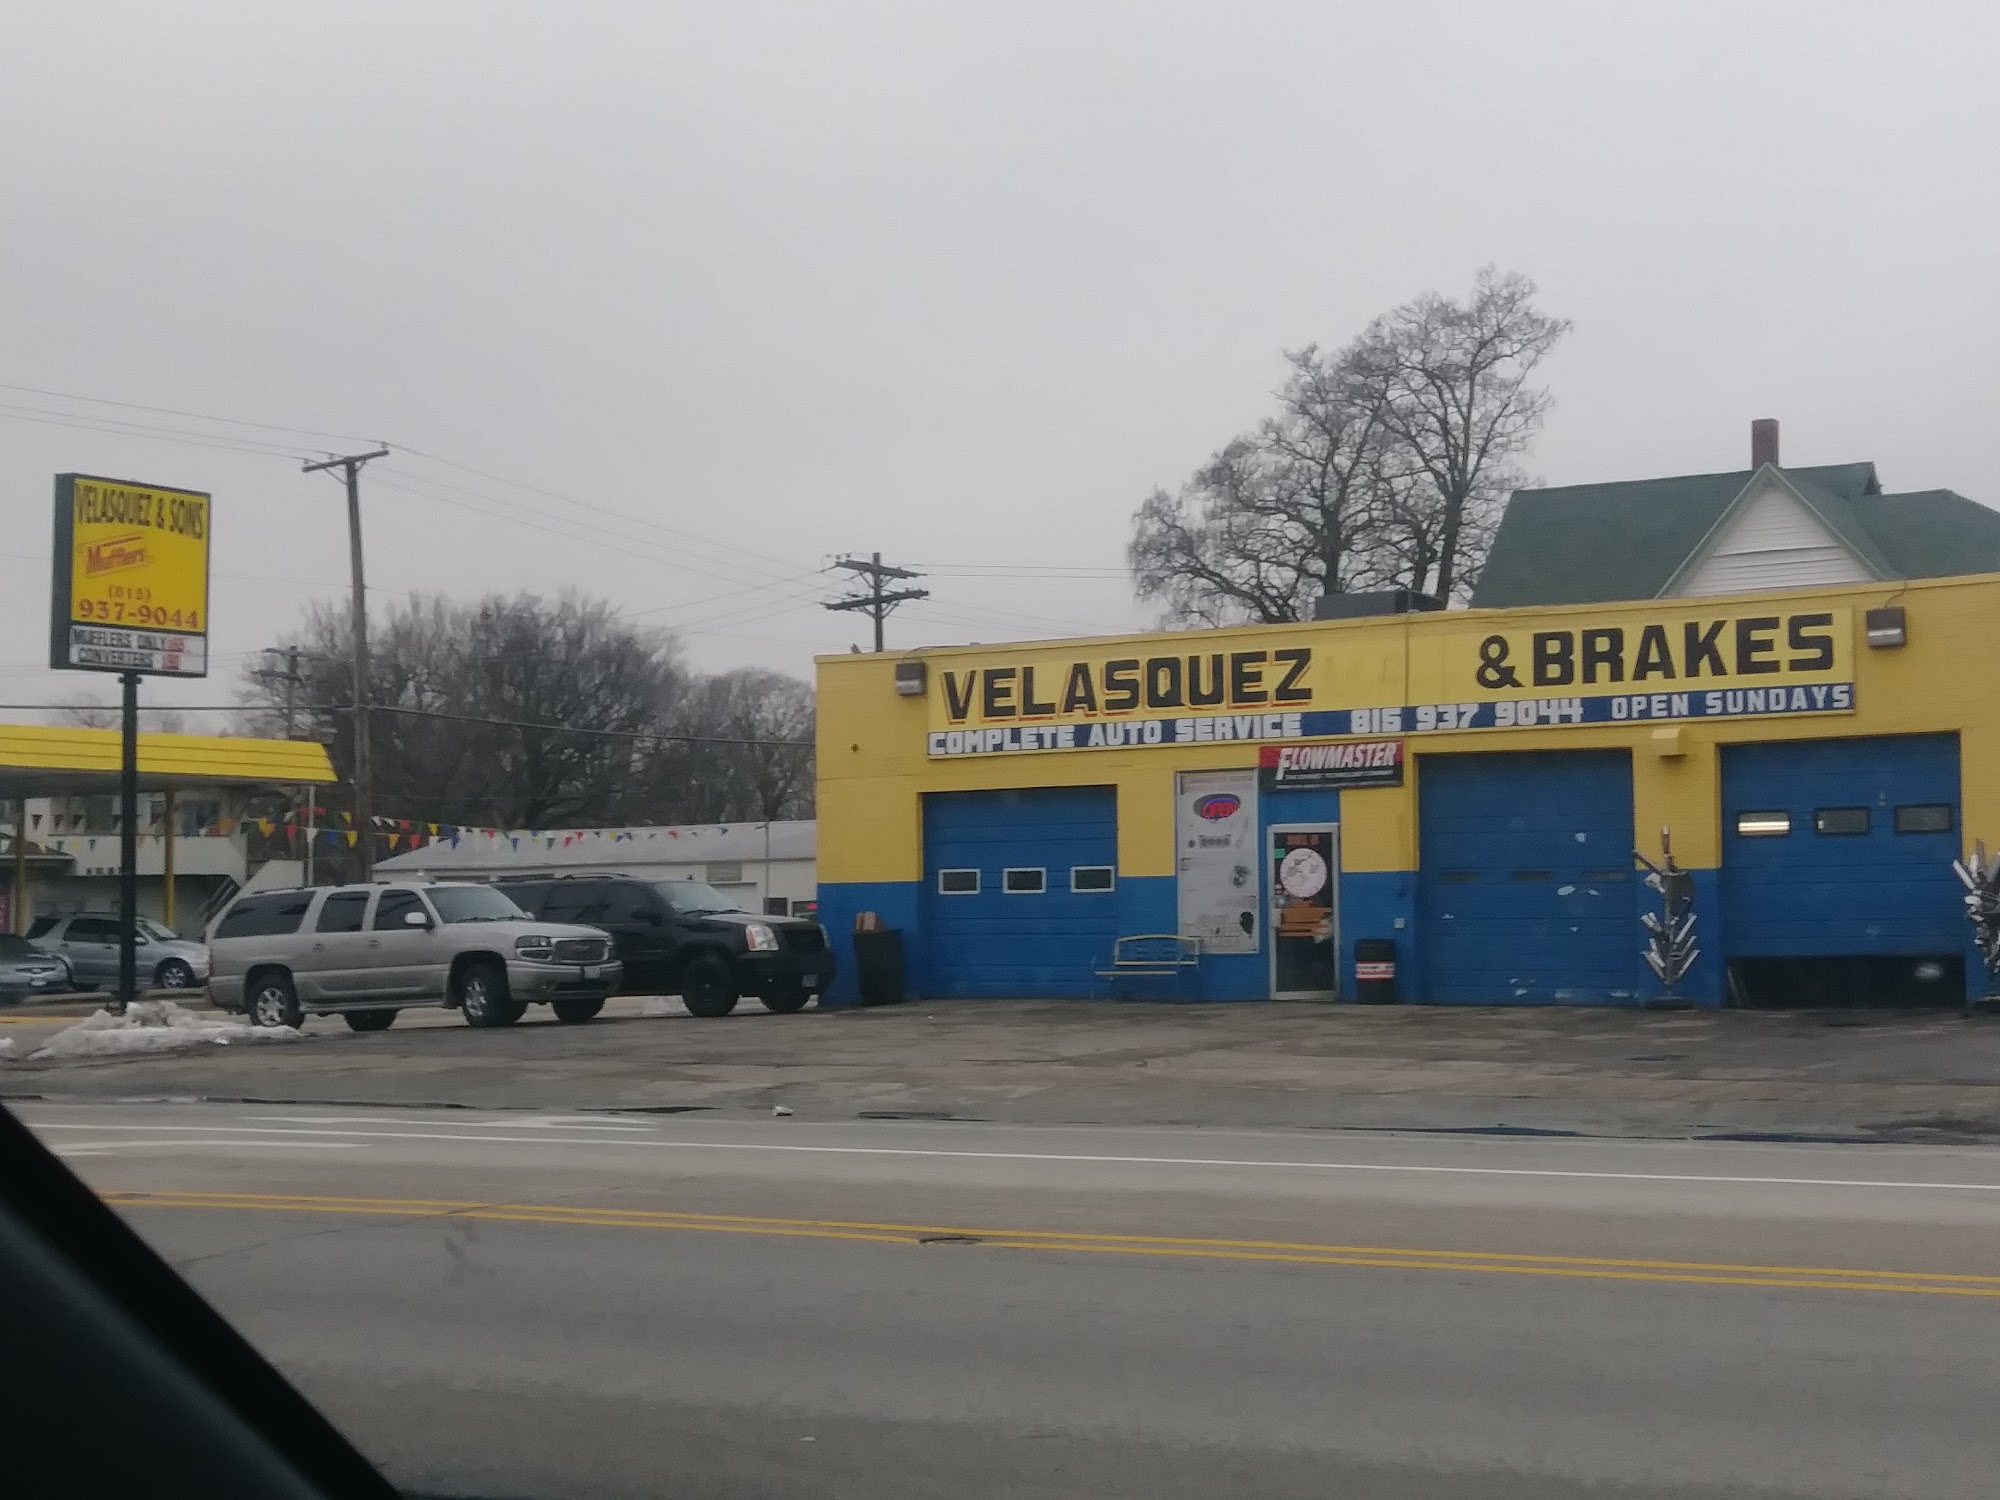 VELASQUEZ & SONS
Mufflers
(815)
937-9044
MUFFLERS ONLY
CONVERTERS
VELASQUEZ & BRAKES
COMPLETE AUTO SERVICE 815 937 9044 OPEN SUNDAYS
FLOWMASTER
OPEN